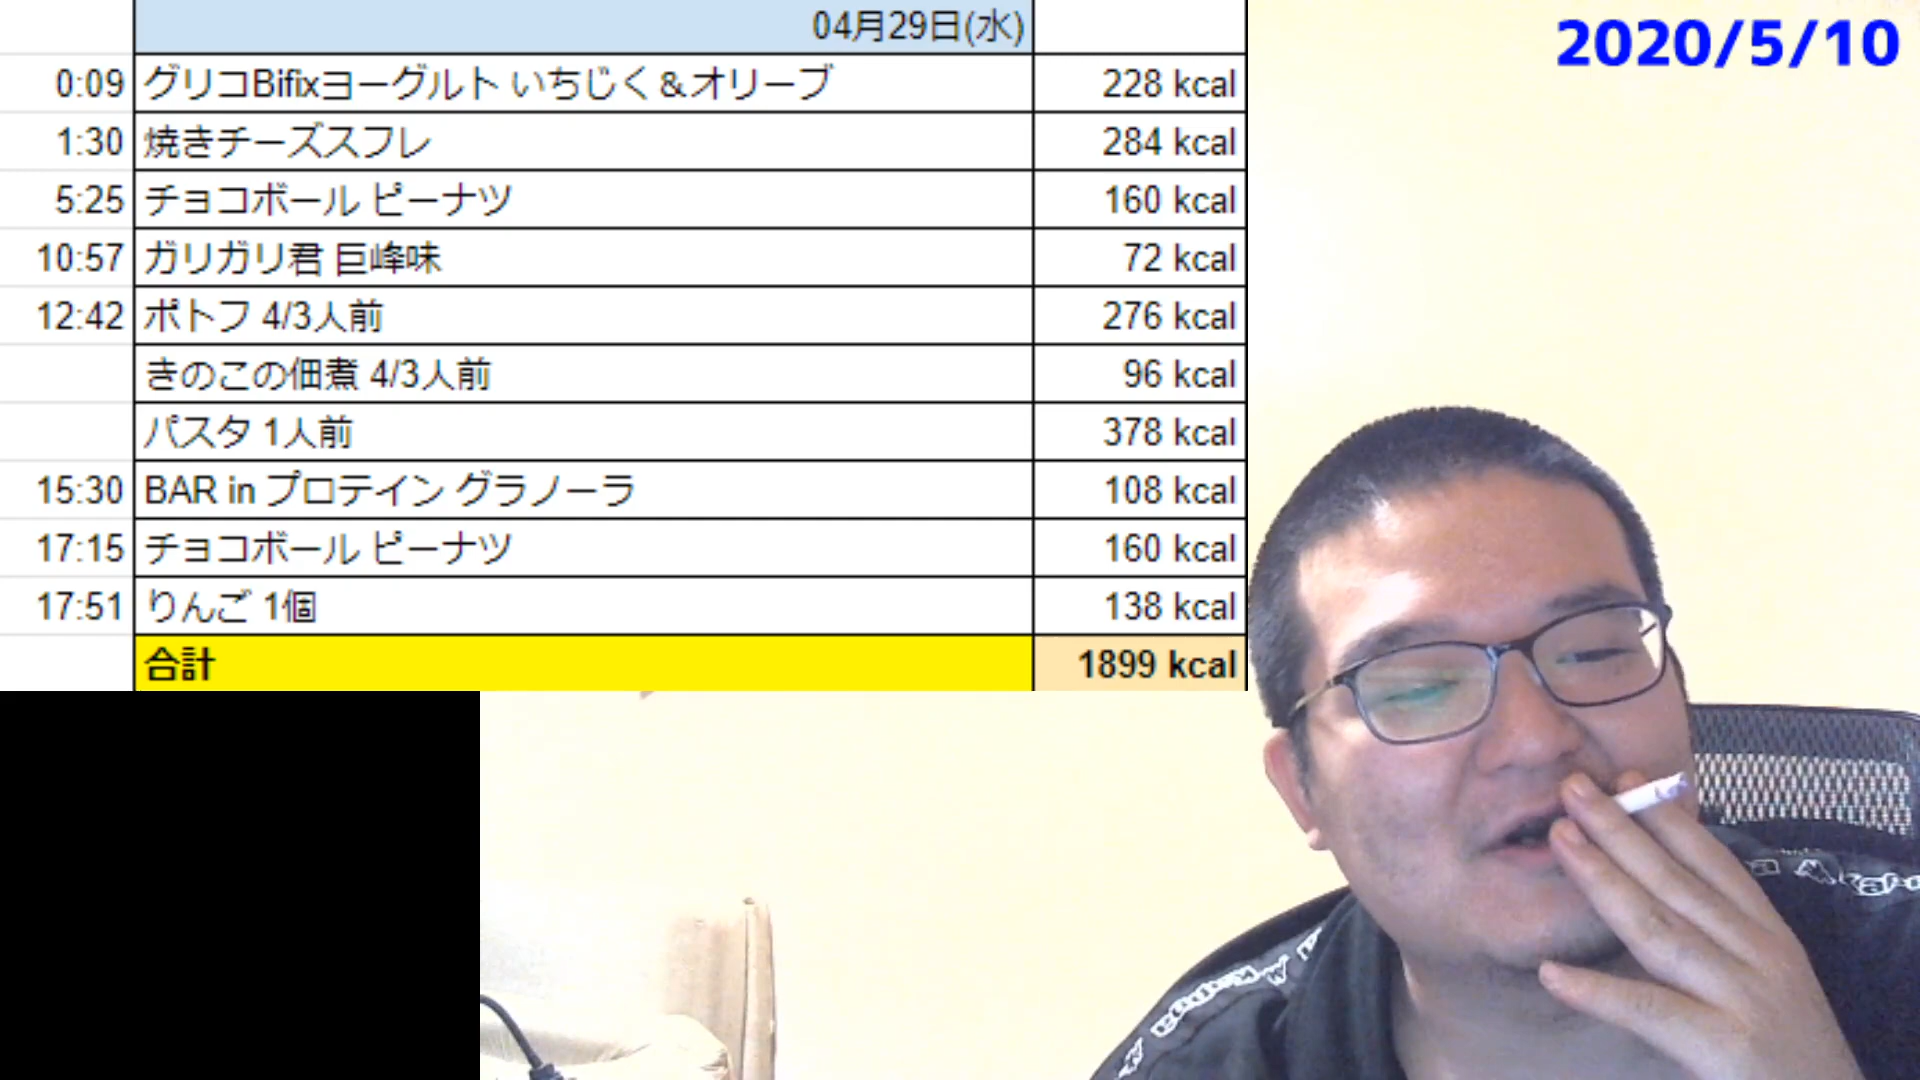 04月29日(水)
2020/5/10
0:09 グリコBifixヨーグルト いちじく＆オリーブ 228 kcal
1:30 焼きチーズスフレ 284 kcal
5:25 チョコボール ピーナツ 160 kcal
10:57 ガリガリ君 巨峰味 72 kcal
12:42 ポトフ 4/3人前 276 kcal
きのこの佃煮 4/3人前 96 kcal
パスタ 1人前 378 kcal
15:30 BAR in プロテイン グラノーラ 108 kcal
17:15 チョコボール ピーナツ 160 kcal
17:51 りんご 1個 138 kcal
合計 1899 kcal